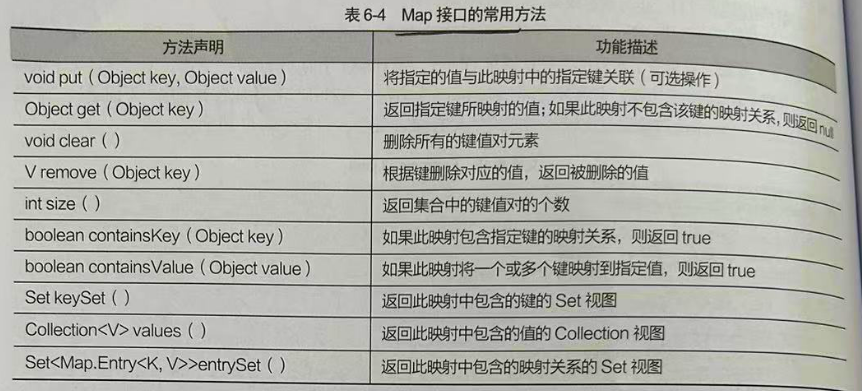 表 6-4 Map 接口的常用方法
方法声明 功能描述
void put ( Object key, Object value ) 将指定的值与此映射中的指定键关联（可选操作）
Object get ( Object key ) 返回指定键所映射的值；如果此映射不包含该键的映射关系，则返回 null
void clear ( ) 删除所有的键值对元素
V remove ( Object key ) 根据键删除对应的值，返回被删除的值
int size ( ) 返回集合中的键值对的个数
boolean containsKey ( Object key ) 如果此映射包含指定键的映射关系，则返回 true
boolean containsValue ( Object value ) 如果此映射将一个或多个键映射到指定值，则返回 true
Set keySet ( ) 返回此映射中包含的键的 Set 视图
Collection<V> values ( ) 返回此映射中包含的值的 Collection 视图
Set<Map.Entry<K, V>>entrySet ( ) 返回此映射中包含的映射关系的 Set 视图